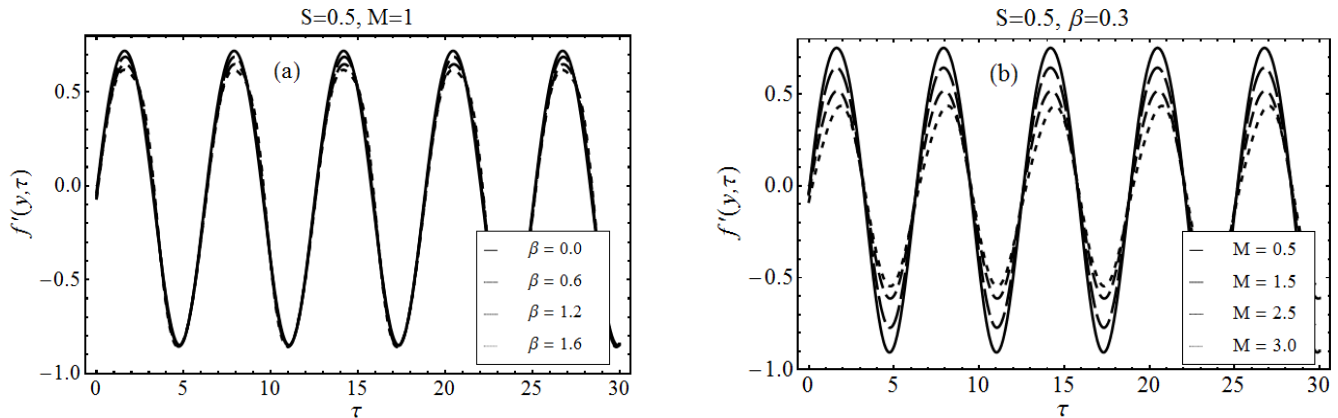 S=0.5, M=1
(a)
f'(y,τ)
0.5
0.0
−0.5
−1.0
β = 0.0
β = 0.6
β = 1.2
β = 1.6
0 5 10 15 20 25 30
τ
S=0.5, β=0.3
(b)
f'(y,τ)
0.5
0.0
−0.5
−1.0
M = 0.5
M = 1.5
M = 2.5
M = 3.0
0 5 10 15 20 25 30
τ